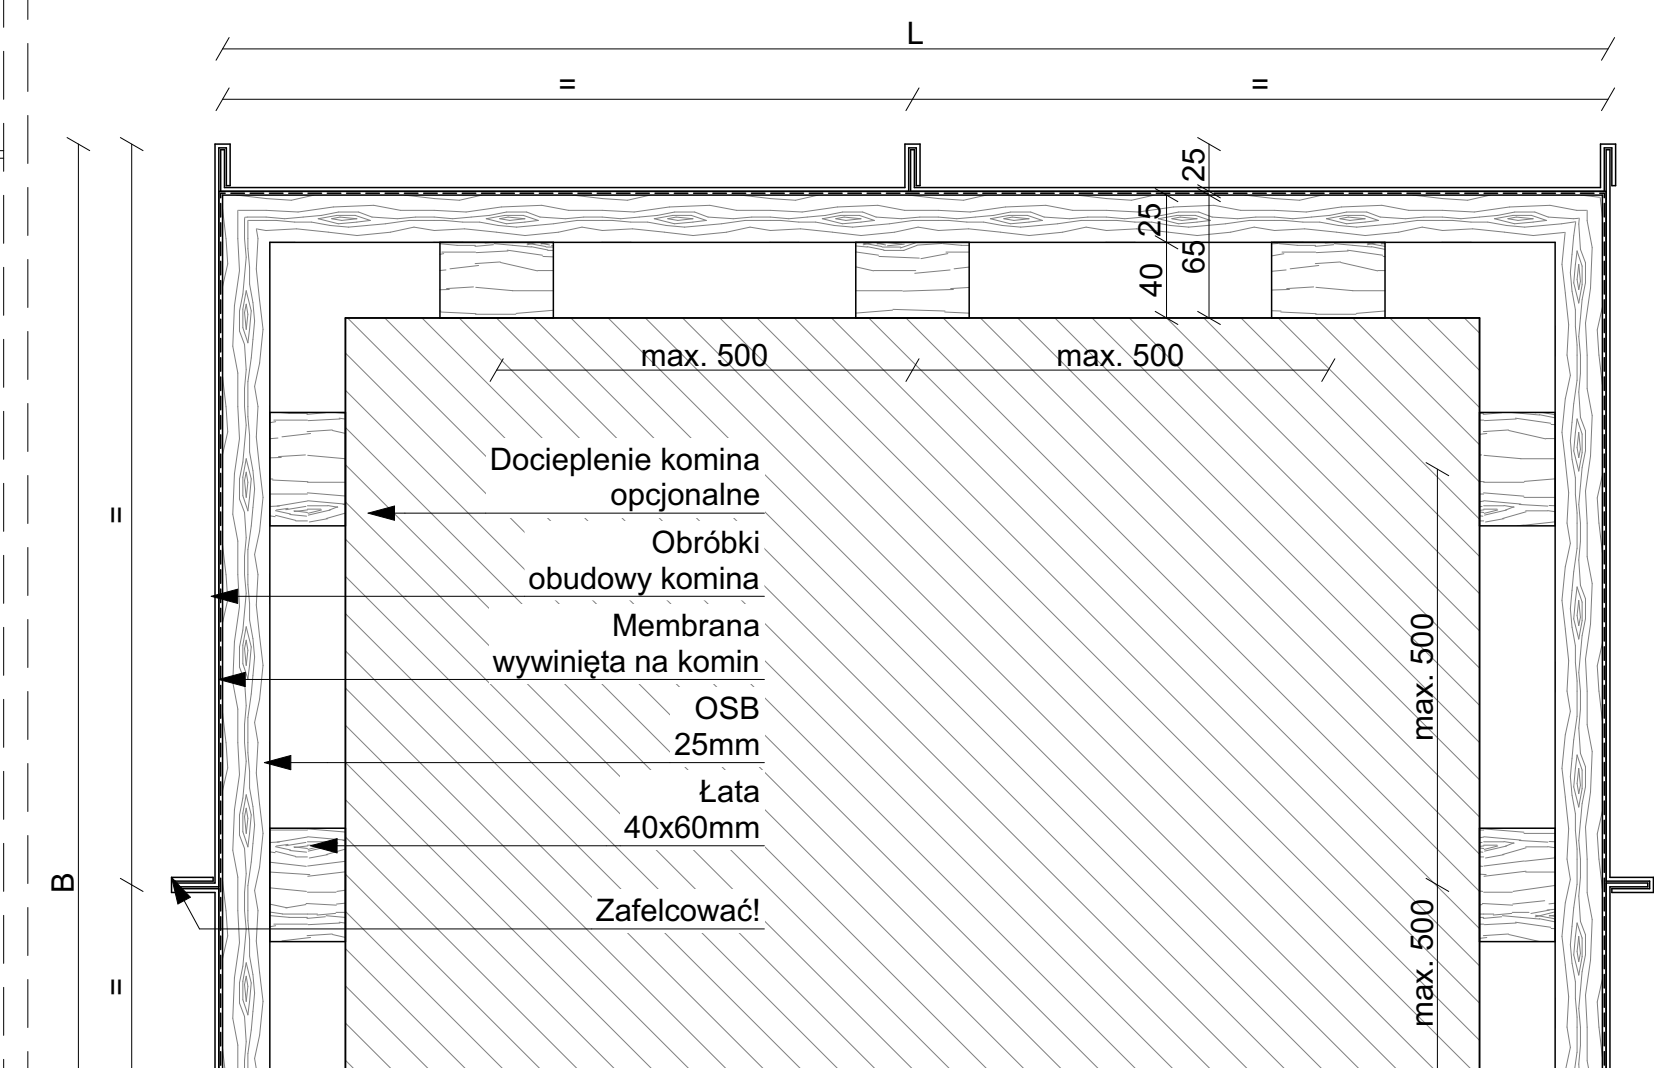 L
=
=
25
25
65
40
max. 500
max. 500
Docieplenie komina
opcjonalne
=
Obróbki
obudowy komina
Membrana
wywinięta na komin
max. 500
OSB
25mm
Łata
40x60mm
B
Zafelcować!
max. 500
=